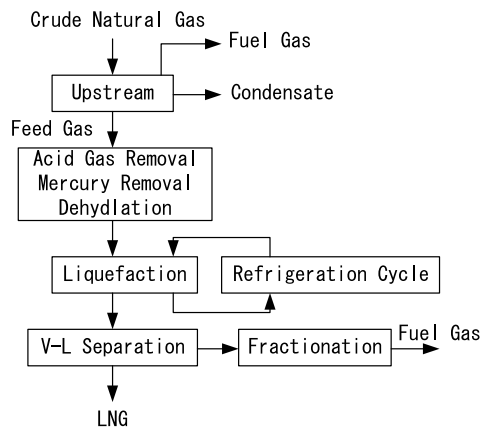 Crude Natural Gas
Fuel Gas
Upstream
Condensate
Feed Gas
Acid Gas Removal
Mercury Removal
Dehydlation
Liquefaction
Refrigeration Cycle
V-L Separation
Fractionation
Fuel Gas
LNG